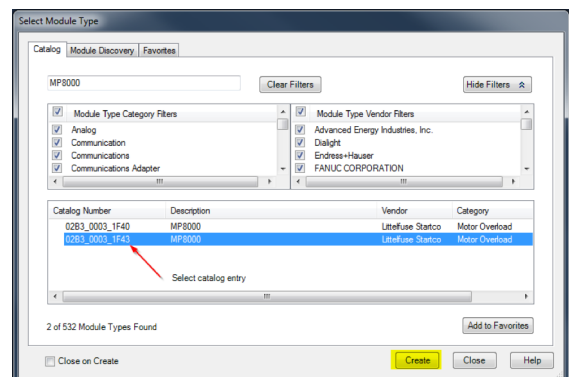 Select Module Type
Catalog Module Discovery Favorites
MP8000 Clear Filters Hide Filters
Module Type Category Filters
Analog
Communication
Communications
Communications Adapter
Module Type Vendor Filters
Advanced Energy Industries, Inc.
Dialight
Endress+Hauser
FANUC CORPORATION
Catalog Number Description Vendor Category
02B3_0003_1F40 MP8000 Littelfuse Startco Motor Overload
02B3_0003_1F43 MP8000 Littelfuse Startco Motor Overload
Select catalog entry
2 of 532 Module Types Found Add to Favorites
Close on Create Create Close Help